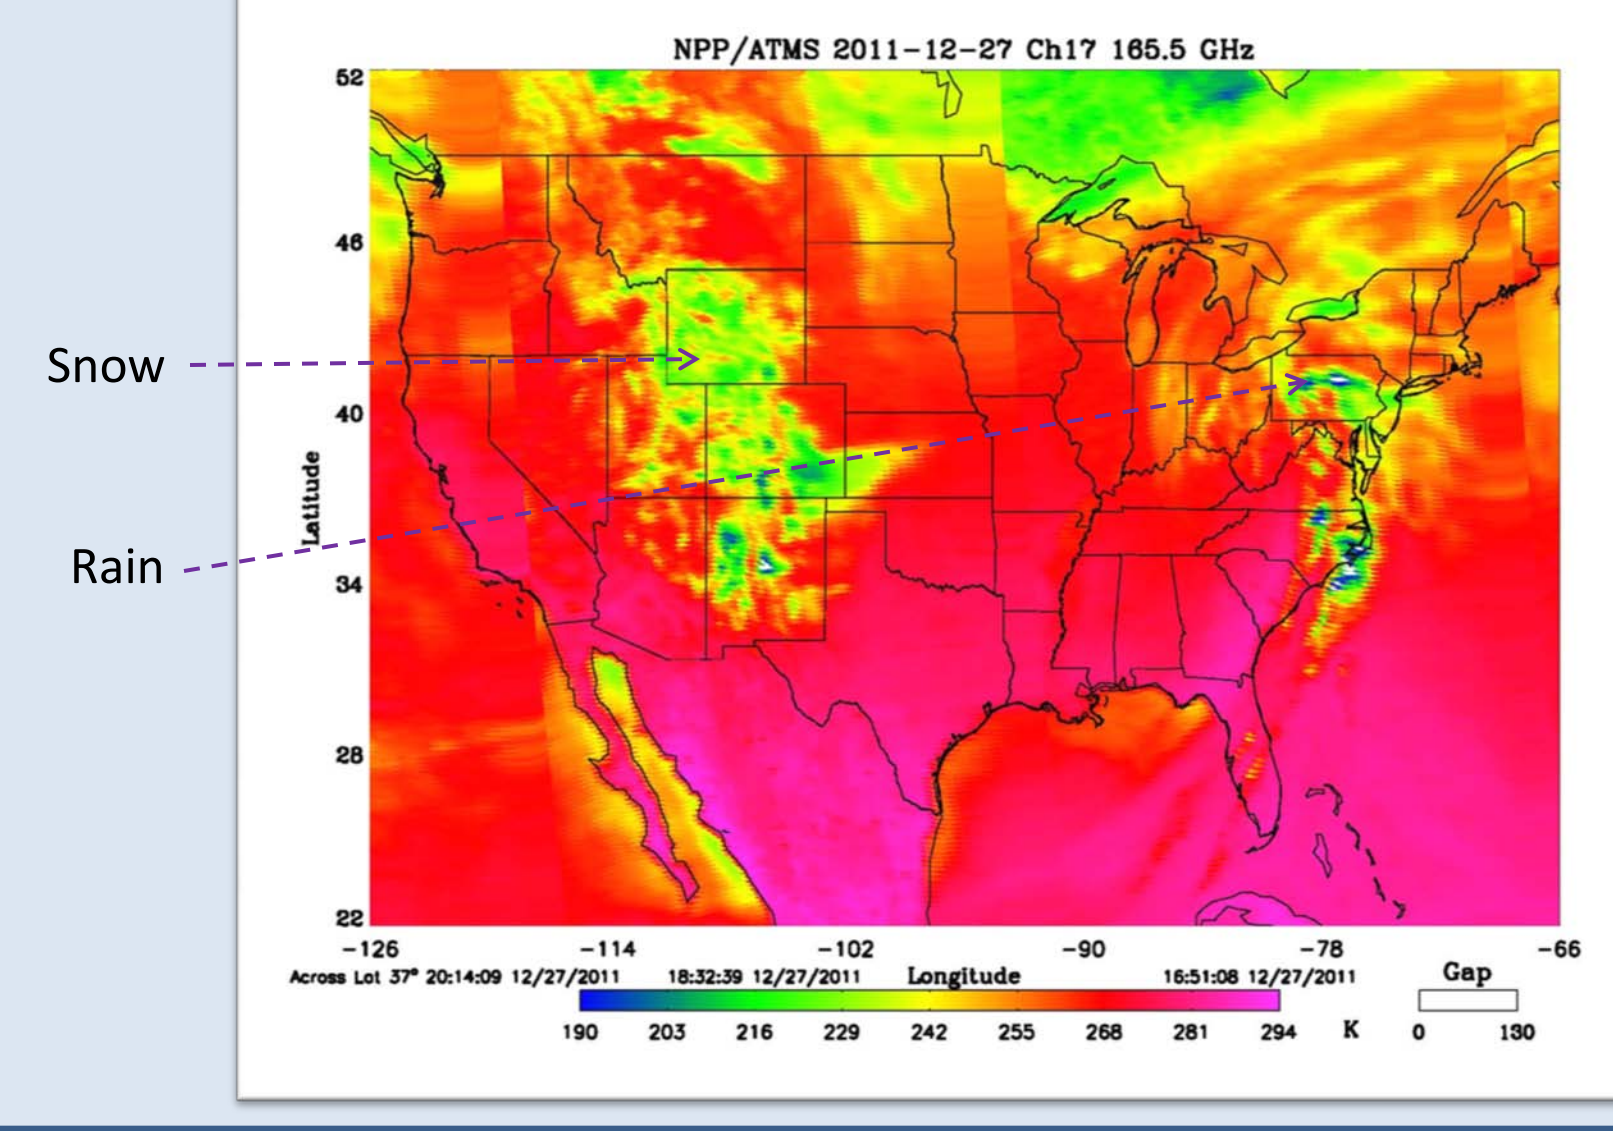 NPP/ATMS 2011-12-27 Ch17 165.5 GHz
52
46
40
34
28
22
Latitude
Snow
Rain
-126 -114 -102 -90 -78 -66
Across Lat 37° 20:14:09 12/27/2011 18:32:39 12/27/2011 Longitude 16:51:08 12/27/2011 Gap
190 203 216 229 242 255 268 281 294 K 0 130